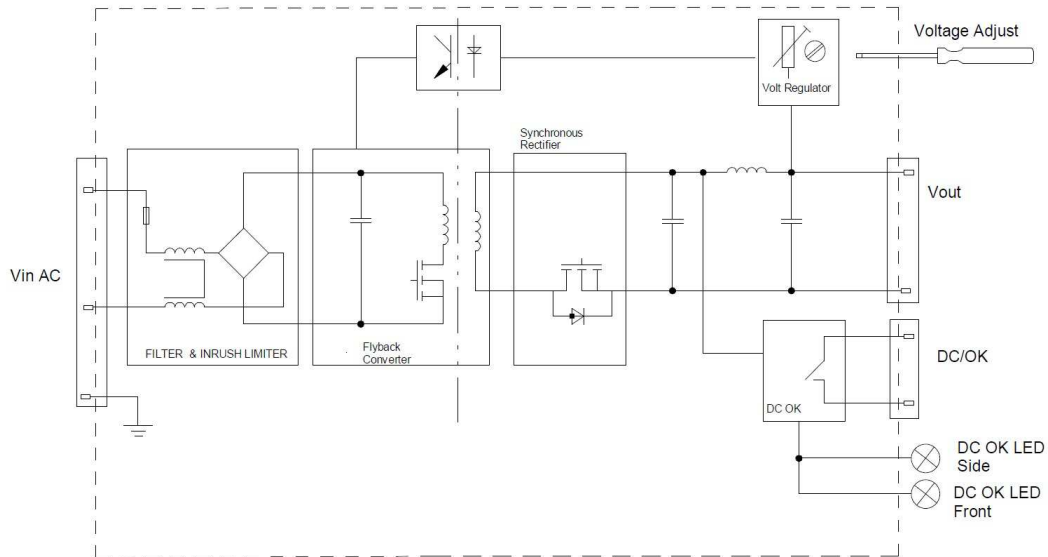 Voltage Adjust
Volt Regulator
Synchronous
Rectifier
Vout
Vin AC
FILTER & INRUSH LIMITER
Flyback
Converter
DC/OK
DC OK
DC OK LED
Side
DC OK LED
Front